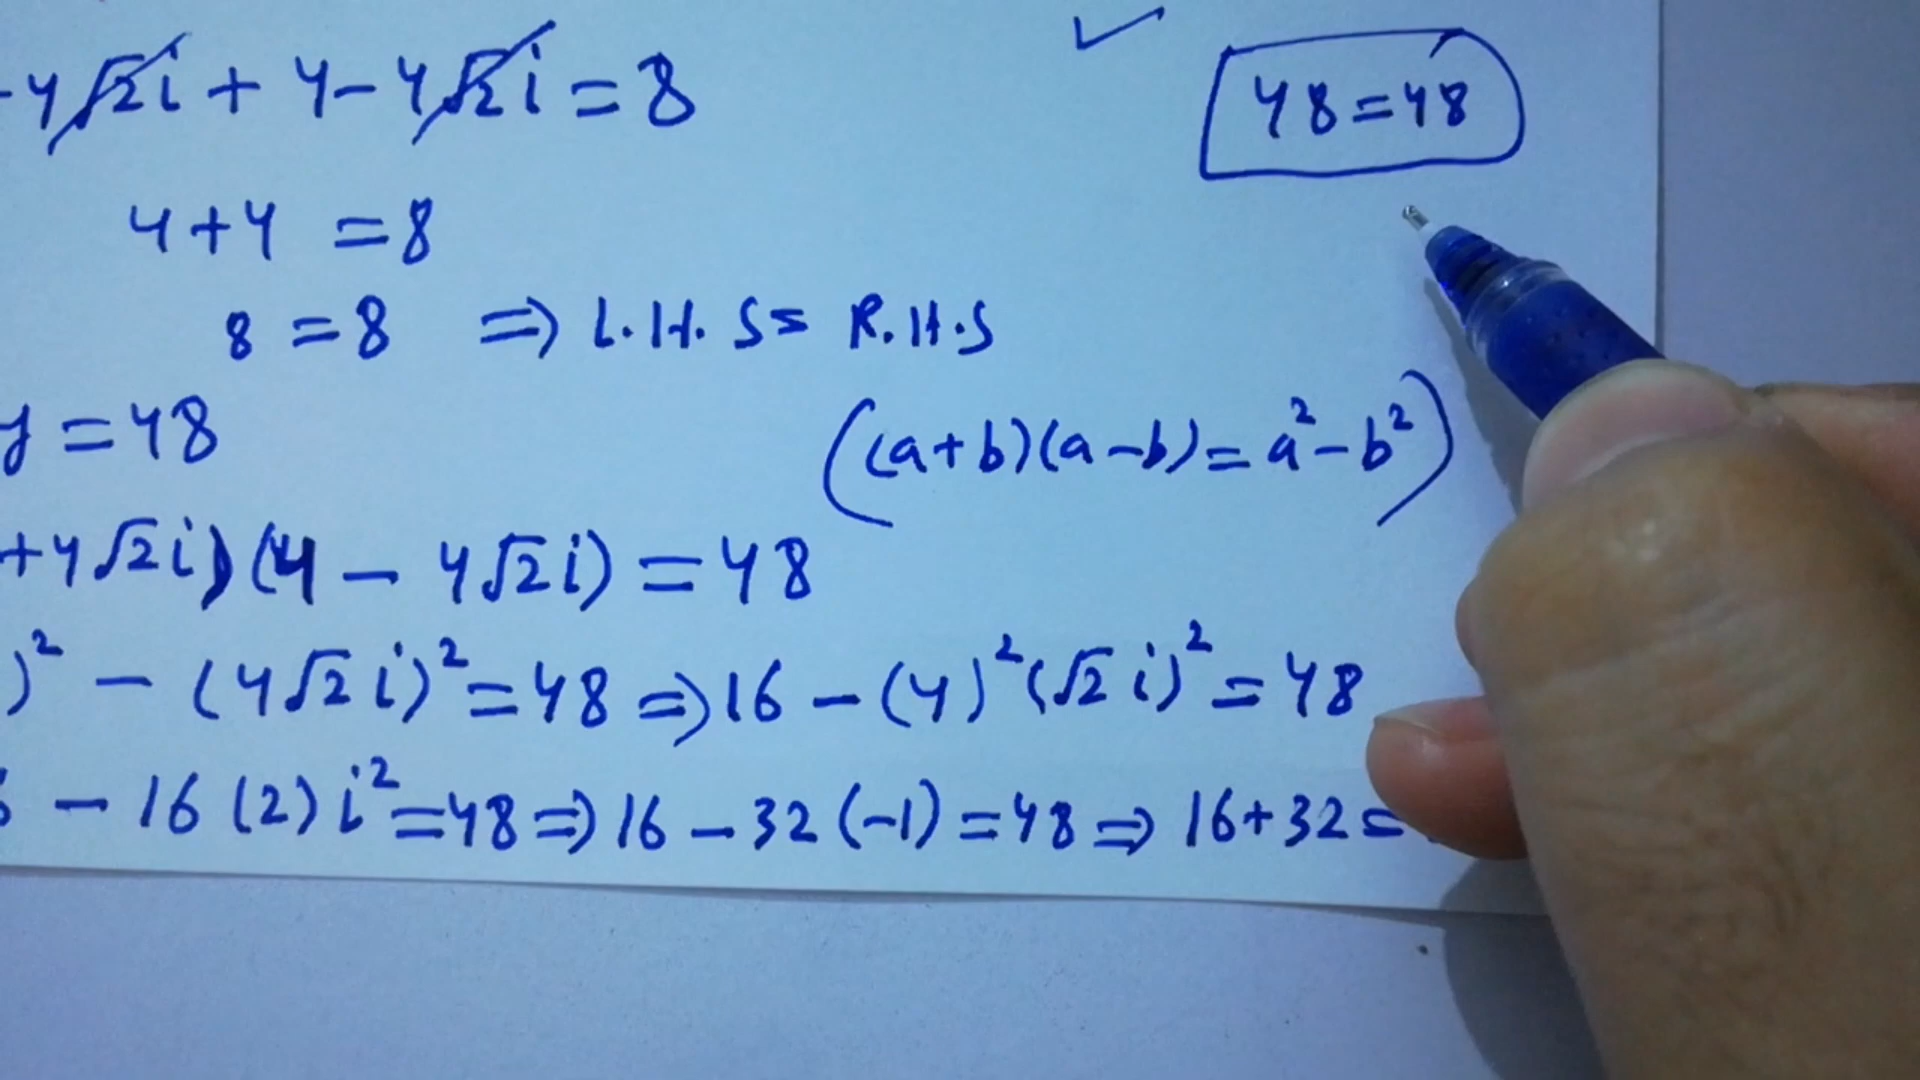 -4√2i + 4 - 4√2i = 8
48 = 48
4 + 4 = 8
8 = 8 ⇒ L.H.S = R.H.S
y = 48
((a+b)(a-b) = a² - b²)
+4√2i)(4 - 4√2i) = 48
)² - (4√2i)² = 48 ⇒ 16 - (4)²(√2i)² = 48
- 16(2)i² = 48 ⇒ 16 - 32(-1) = 48 ⇒ 16 + 32 =